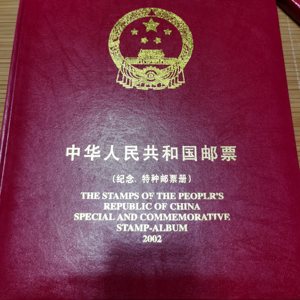 中华人民共和国邮票
(纪念、特种邮票册)
THE STAMPS OF THE PEOPLR'S
REPUBLIC OF CHINA
SPECIAL AND COMMEMORATIVE
STAMP-ALBUM
2002